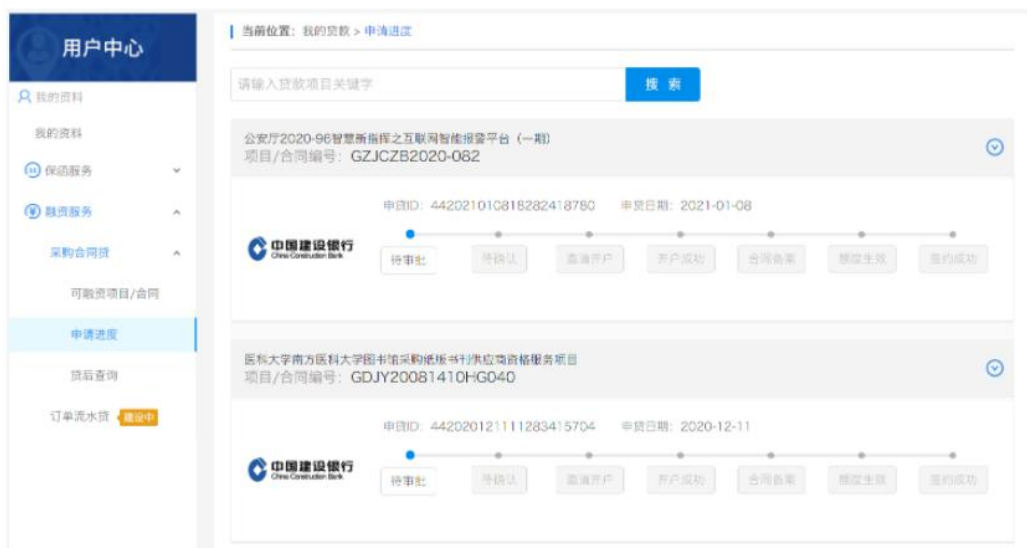 用户中心
我的资料
我的资料
保函服务
融资服务
采购合同贷
可融资项目/合同
申请进度
贷后查询
订单流水贷 建设中
当前位置：我的贷款 > 申请进度
请输入贷款项目关键字
搜 索
公安厅2020-96智慧新指挥之互联网智能报警平台（一期）
项目/合同编号：GZJCZB2020-082
申贷ID：442021010818282418780 申贷日期：2021-01-08
中国建设银行
China Construction Bank
待审批 待确认 邀请开户 开户成功 合同备案 额度生效 签约成功
医科大学南方医科大学图书馆采购纸版书刊供应商资格服务项目
项目/合同编号：GDJY20081410HG040
申贷ID：442020121111283415704 申贷日期：2020-12-11
中国建设银行
China Construction Bank
待审批 待确认 邀请开户 开户成功 合同备案 额度生效 签约成功